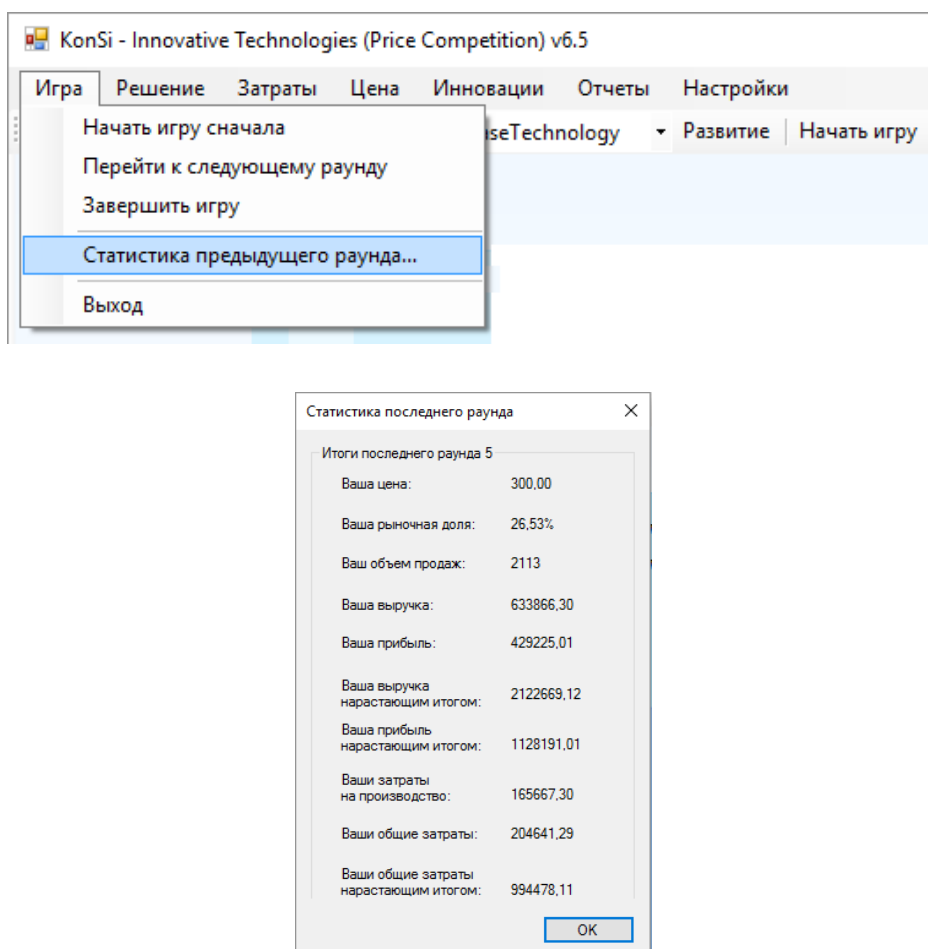 KonSi - Innovative Technologies (Price Competition) v6.5
Игра Решение Затраты Цена Инновации Отчеты Настройки
Начать игру сначала
seTechnology Развитие Начать игру
Перейти к следующему раунду
Завершить игру
Статистика предыдущего раунда...
Выход
Статистика последнего раунда
Итоги последнего раунда 5
Ваша цена: 300,00
Ваша рыночная доля: 26,53%
Ваш объем продаж: 2113
Ваша выручка: 633866,30
Ваша прибыль: 429225,01
Ваша выручка
нарастающим итогом: 2122669,12
Ваша прибыль
нарастающим итогом: 1128191,01
Ваши затраты
на производство: 165667,30
Ваши общие затраты: 204641,29
Ваши общие затраты
нарастающим итогом: 994478,11
OK